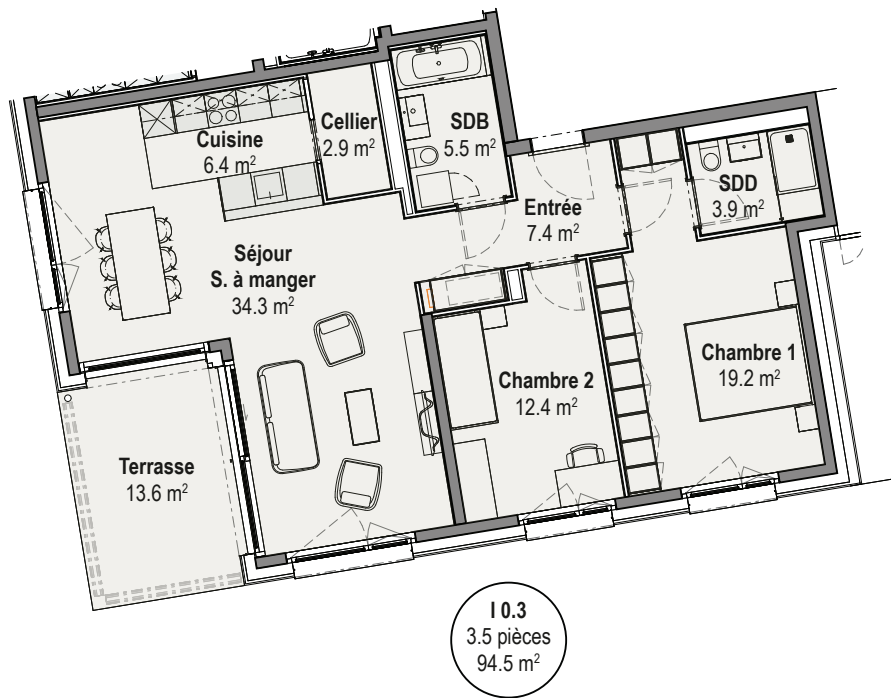 Cuisine
6.4 m²
Cellier
2.9 m²
SDB
5.5 m²
SDD
3.9 m²
Entrée
7.4 m²
Séjour
S. à manger
34.3 m²
Chambre 1
19.2 m²
Chambre 2
12.4 m²
Terrasse
13.6 m²
I 0.3
3.5 pièces
94.5 m²